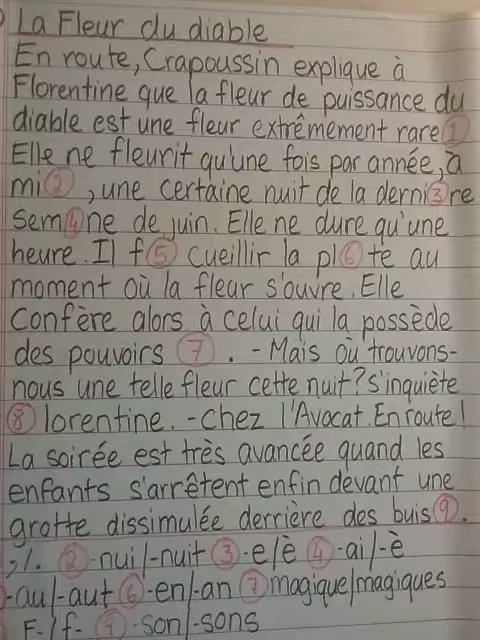 La Fleur du diable
En route, Crapoussin explique à
Florentine que la fleur de puissance du
diable est une fleur extrêmement rare ①
Elle ne fleurit qu'une fois par année, à
mi ②, une certaine nuit de la derni③re
sem④ne de juin. Elle ne dure qu'une
heure. Il f⑤ cueillir la pl⑥te au
moment où la fleur s'ouvre. Elle
confère alors à celui qui la possède
des pouvoirs ⑦. - Mais où trouvons-
nous une telle fleur cette nuit? s'inquiète
⑧lorentine. - Chez l'Avocat. En route!
La soirée est très avancée quand les
enfants s'arrêtent enfin devant une
grotte dissimulée derrière des buis⑨.
,/. ② -nui/-nuit ③ -e/è ④ -ai/-è
-au/-aut ⑥ -en/-an ⑦ magique/magiques
F-/f- ⑨ -son/-sons